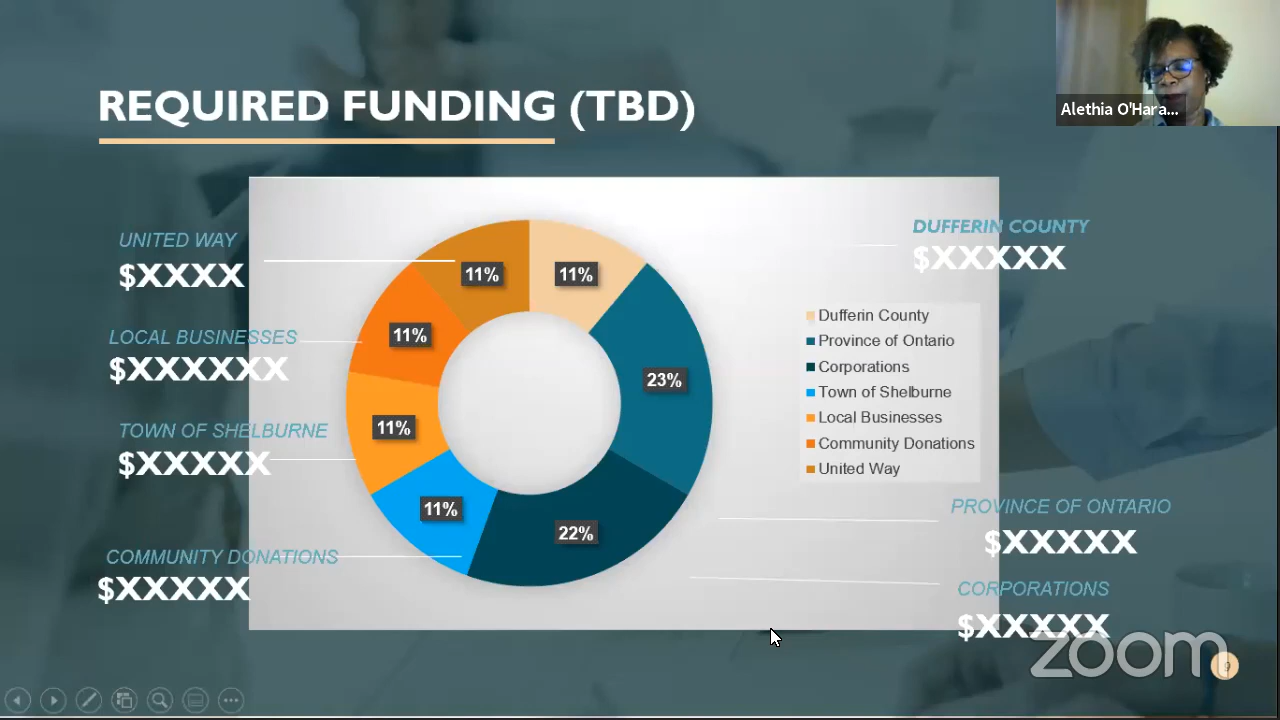 REQUIRED FUNDING (TBD)
Alethia O'Hara...
UNITED WAY
$XXXX
LOCAL BUSINESSES
$XXXXXX
TOWN OF SHELBURNE
$XXXXX
COMMUNITY DONATIONS
$XXXXX
11%
11%
11%
23%
11%
11%
22%
Dufferin County
Province of Ontario
Corporations
Town of Shelburne
Local Businesses
Community Donations
United Way
DUFFERIN COUNTY
$XXXXX
PROVINCE OF ONTARIO
$XXXXX
CORPORATIONS
$XXXXX
zoom
9